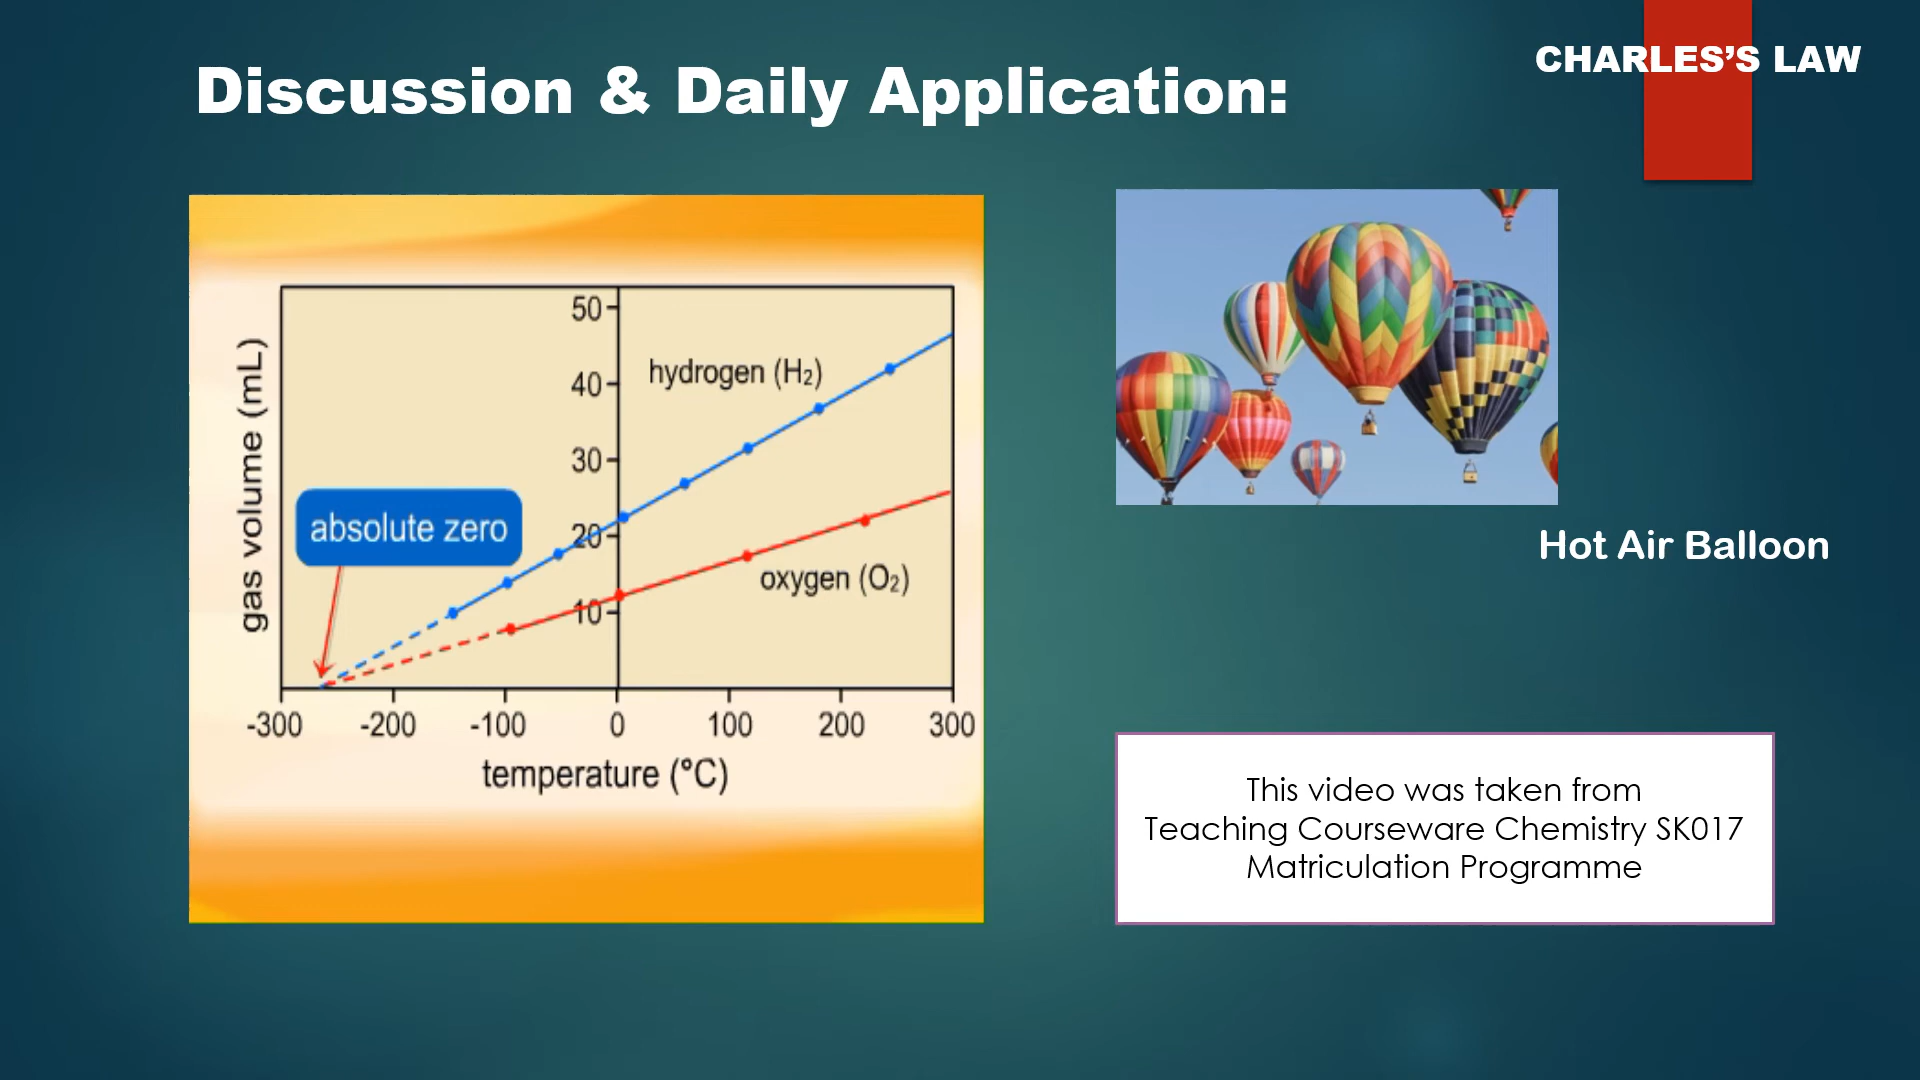 CHARLES’S LAW
Discussion & Daily Application:
50
40
30
20
10
hydrogen (H₂)
oxygen (O₂)
absolute zero
gas volume (mL)
-300 -200 -100 0 100 200 300
temperature (°C)
Hot Air Balloon
This video was taken from
Teaching Courseware Chemistry SK017
Matriculation Programme